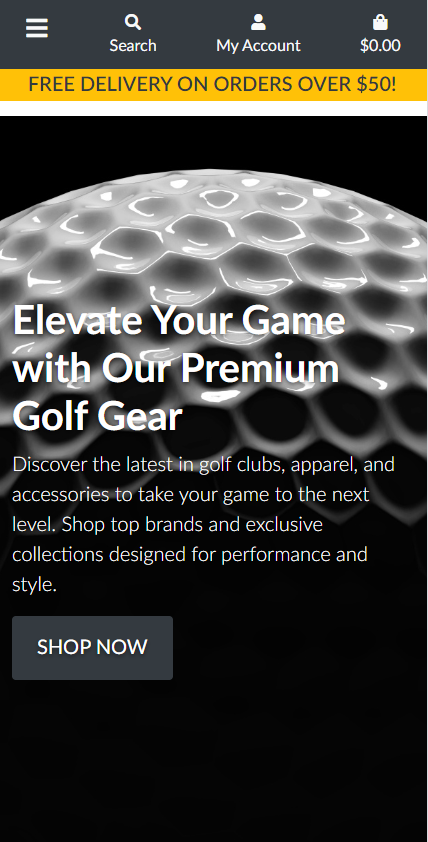 Search
My Account
$0.00
FREE DELIVERY ON ORDERS OVER $50!
Elevate Your Game
with Our Premium
Golf Gear
Discover the latest in golf clubs, apparel, and
accessories to take your game to the next
level. Shop top brands and exclusive
collections designed for performance and
style.
SHOP NOW